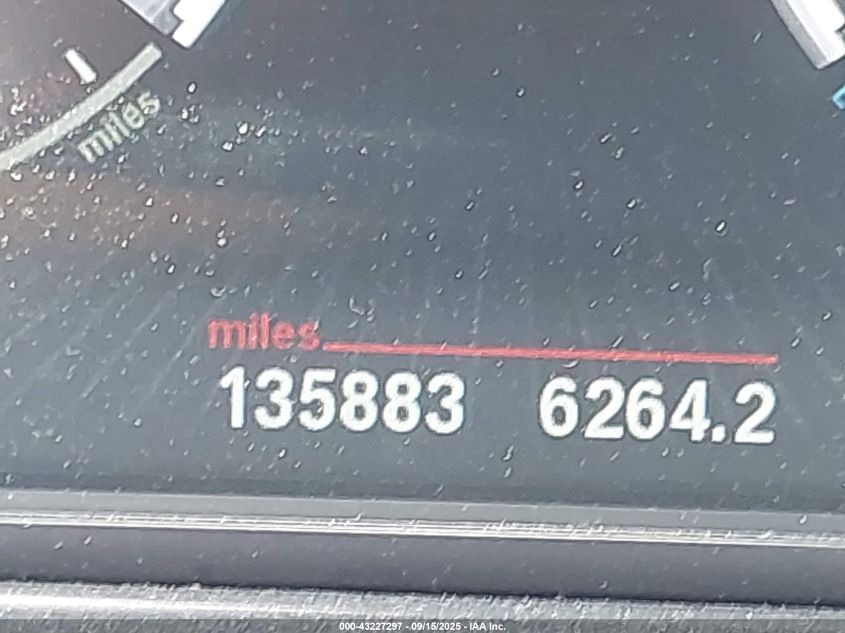 miles
miles
135883 6264.2
000-43227297 - 09/15/2025 - IAA Inc.